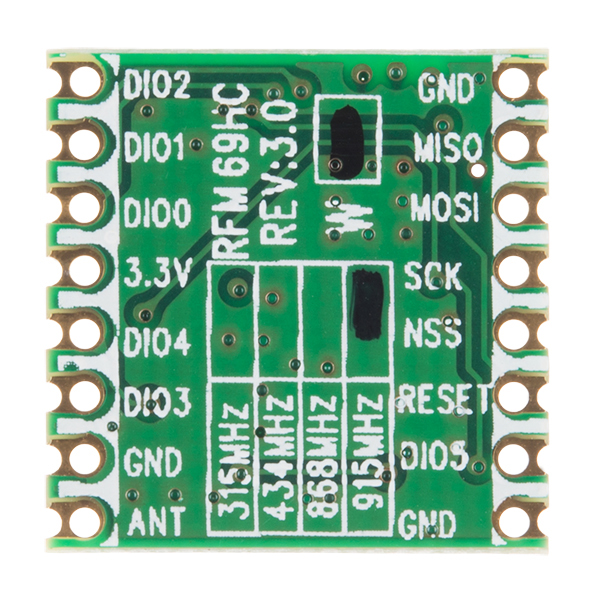 DIO2
DIO1
DIO0
3.3V
DIO4
DIO3
GND
ANT
RFM69HC
REV:3.0
W
315MHz
434MHz
868MHz
915MHz
GND
MISO
MOSI
SCK
NSS
RESET
DIO5
GND